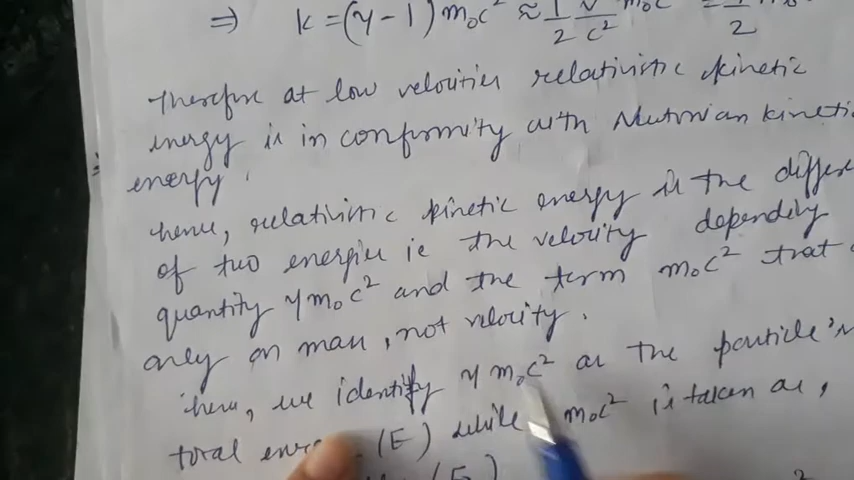 ⇒ K = (γ - 1) m₀c² ≈ 1/2 v²/c² m₀c² = 1/2
Therefore at low velocities relativistic kinetic
energy is in conformity with Newtonian kinetic
energy.
hence, relativistic kinetic energy is the differe
of two energies ie the velocity dependely
quantity γm₀c² and the term m₀c² that
only on mass, not velocity.
here, we identify γm₀c² as the particle's
total (E) while m₀c² is taken as,
(E